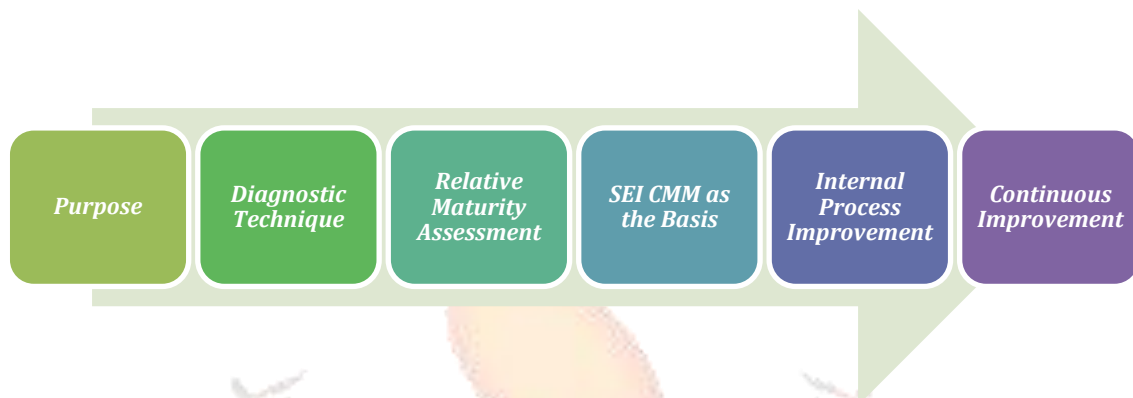 Purpose
Diagnostic
Technique
Relative
Maturity
Assessment
SEI CMM as
the Basis
Internal
Process
Improvement
Continuous
Improvement